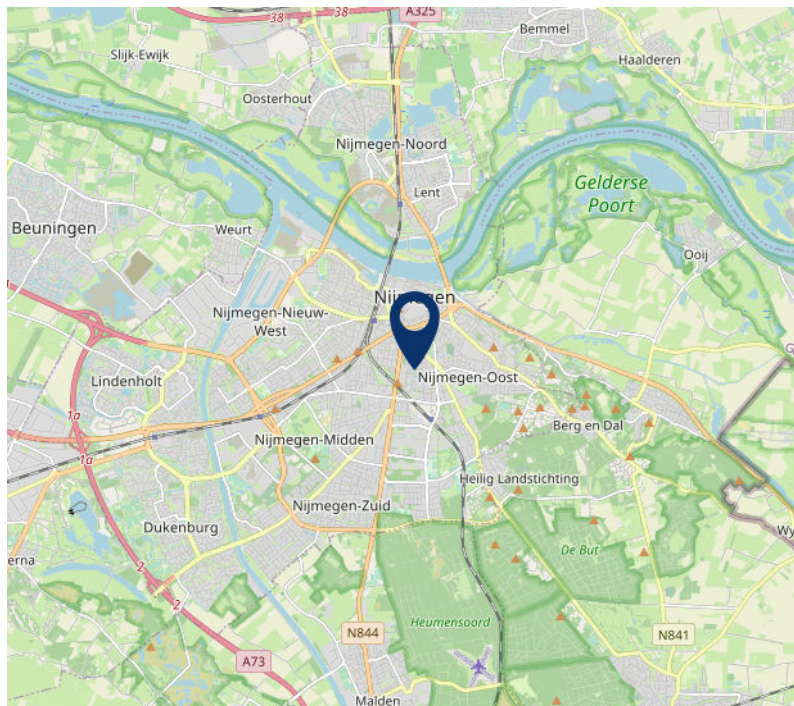 38
38
A325
Bemmel
Slijk-Ewijk
Haalderen
Oosterhout
Nijmegen-Noord
Lent
Gelderse
Poort
Beuningen
Weurt
Ooij
Nijmegen
Nijmegen-Nieuw-
West
Lindenholt
Nijmegen-Oost
1a
Berg en Dal
Nijmegen-Midden
1a
Heilig Landstichting
Nijmegen-Zuid
Dukenburg
De But
Wy
erna
2
2
Heumensoord
N844
N841
A73
Malden